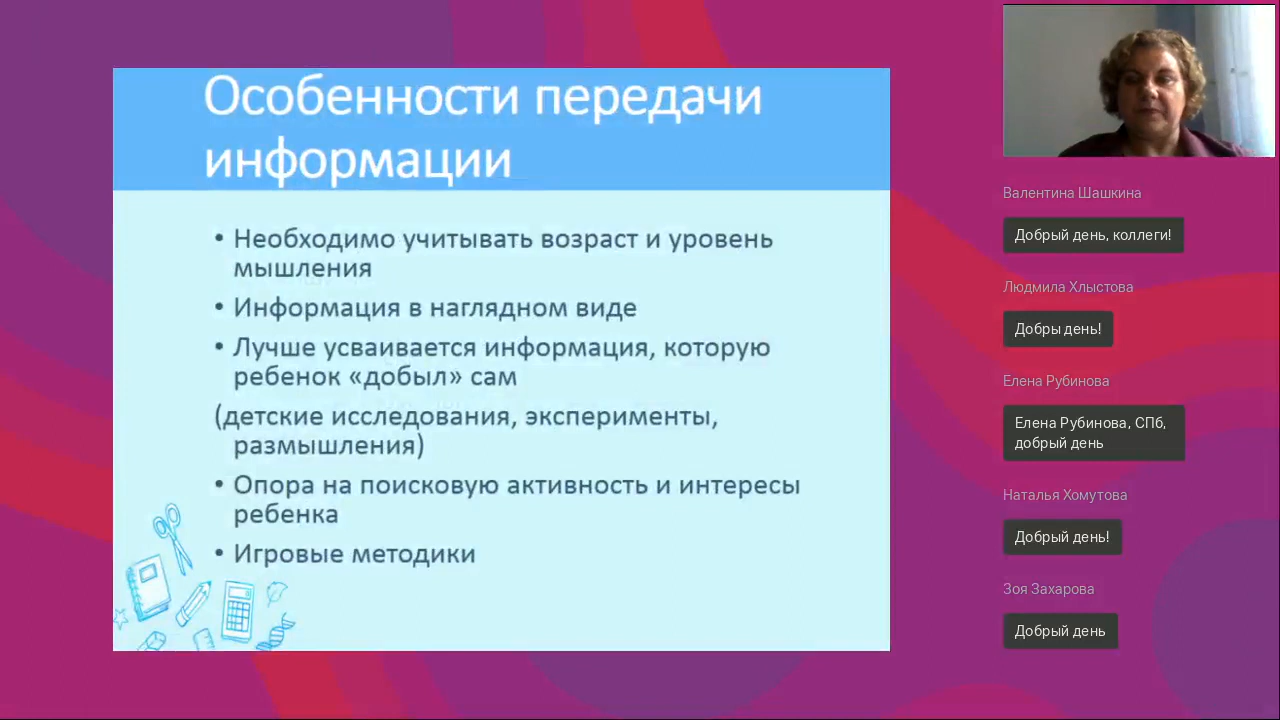 Особенности передачи
информации
• Необходимо учитывать возраст и уровень
мышления
• Информация в наглядном виде
• Лучше усваивается информация, которую
ребенок «добыл» сам
(детские исследования, эксперименты,
размышления)
• Опора на поисковую активность и интересы
ребенка
• Игровые методики
Валентина Шашкина
Добрый день, коллеги!
Людмила Хлыстова
Добры день!
Елена Рубинова
Елена Рубинова, СПб,
добрый день
Наталья Хомутова
Добрый день!
Зоя Захарова
Добрый день